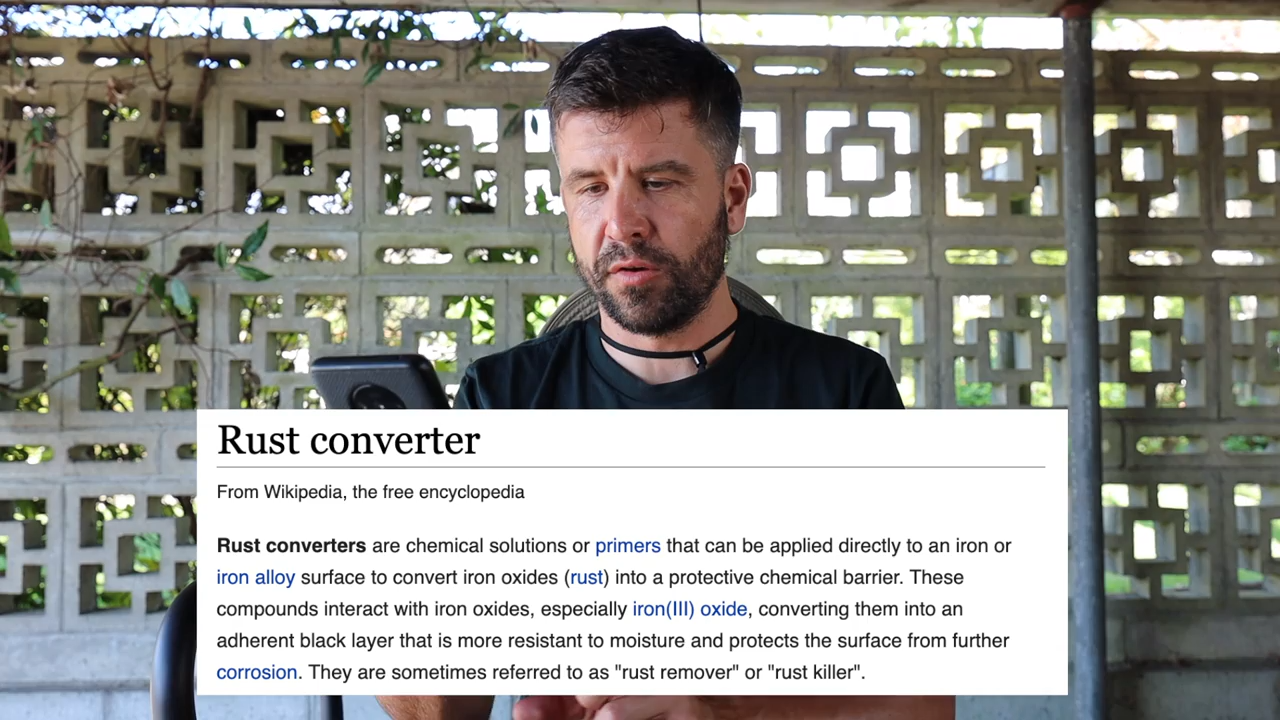 Rust converter
From Wikipedia, the free encyclopedia
Rust converters are chemical solutions or primers that can be applied directly to an iron or
iron alloy surface to convert iron oxides (rust) into a protective chemical barrier. These
compounds interact with iron oxides, especially iron(III) oxide, converting them into an
adherent black layer that is more resistant to moisture and protects the surface from further
corrosion. They are sometimes referred to as "rust remover" or "rust killer".